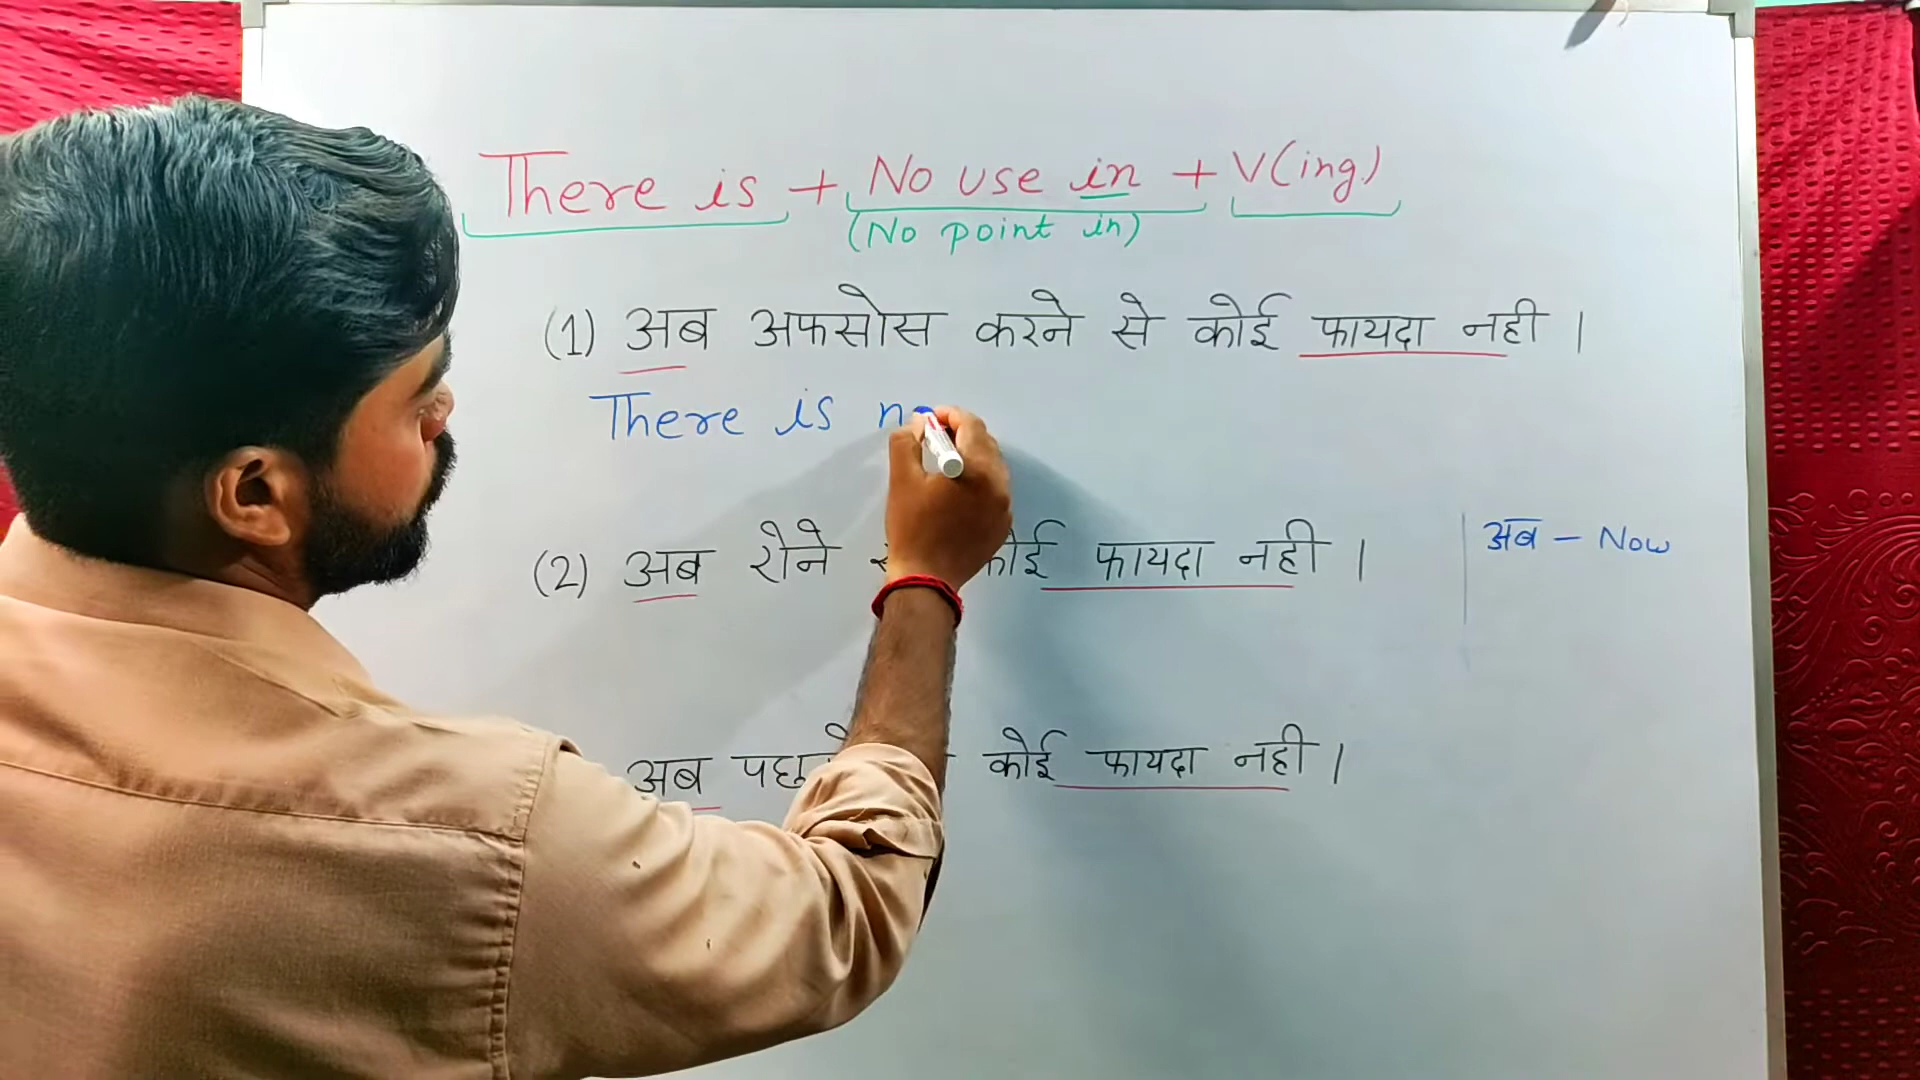 There is + No use in + V(ing)
(No point in)
(1) अब अफसोस करने से कोई फायदा नही ।
There is no
(2) अब रोने कोई फायदा नही ।
अब – Now
अब कोई फायदा नही ।